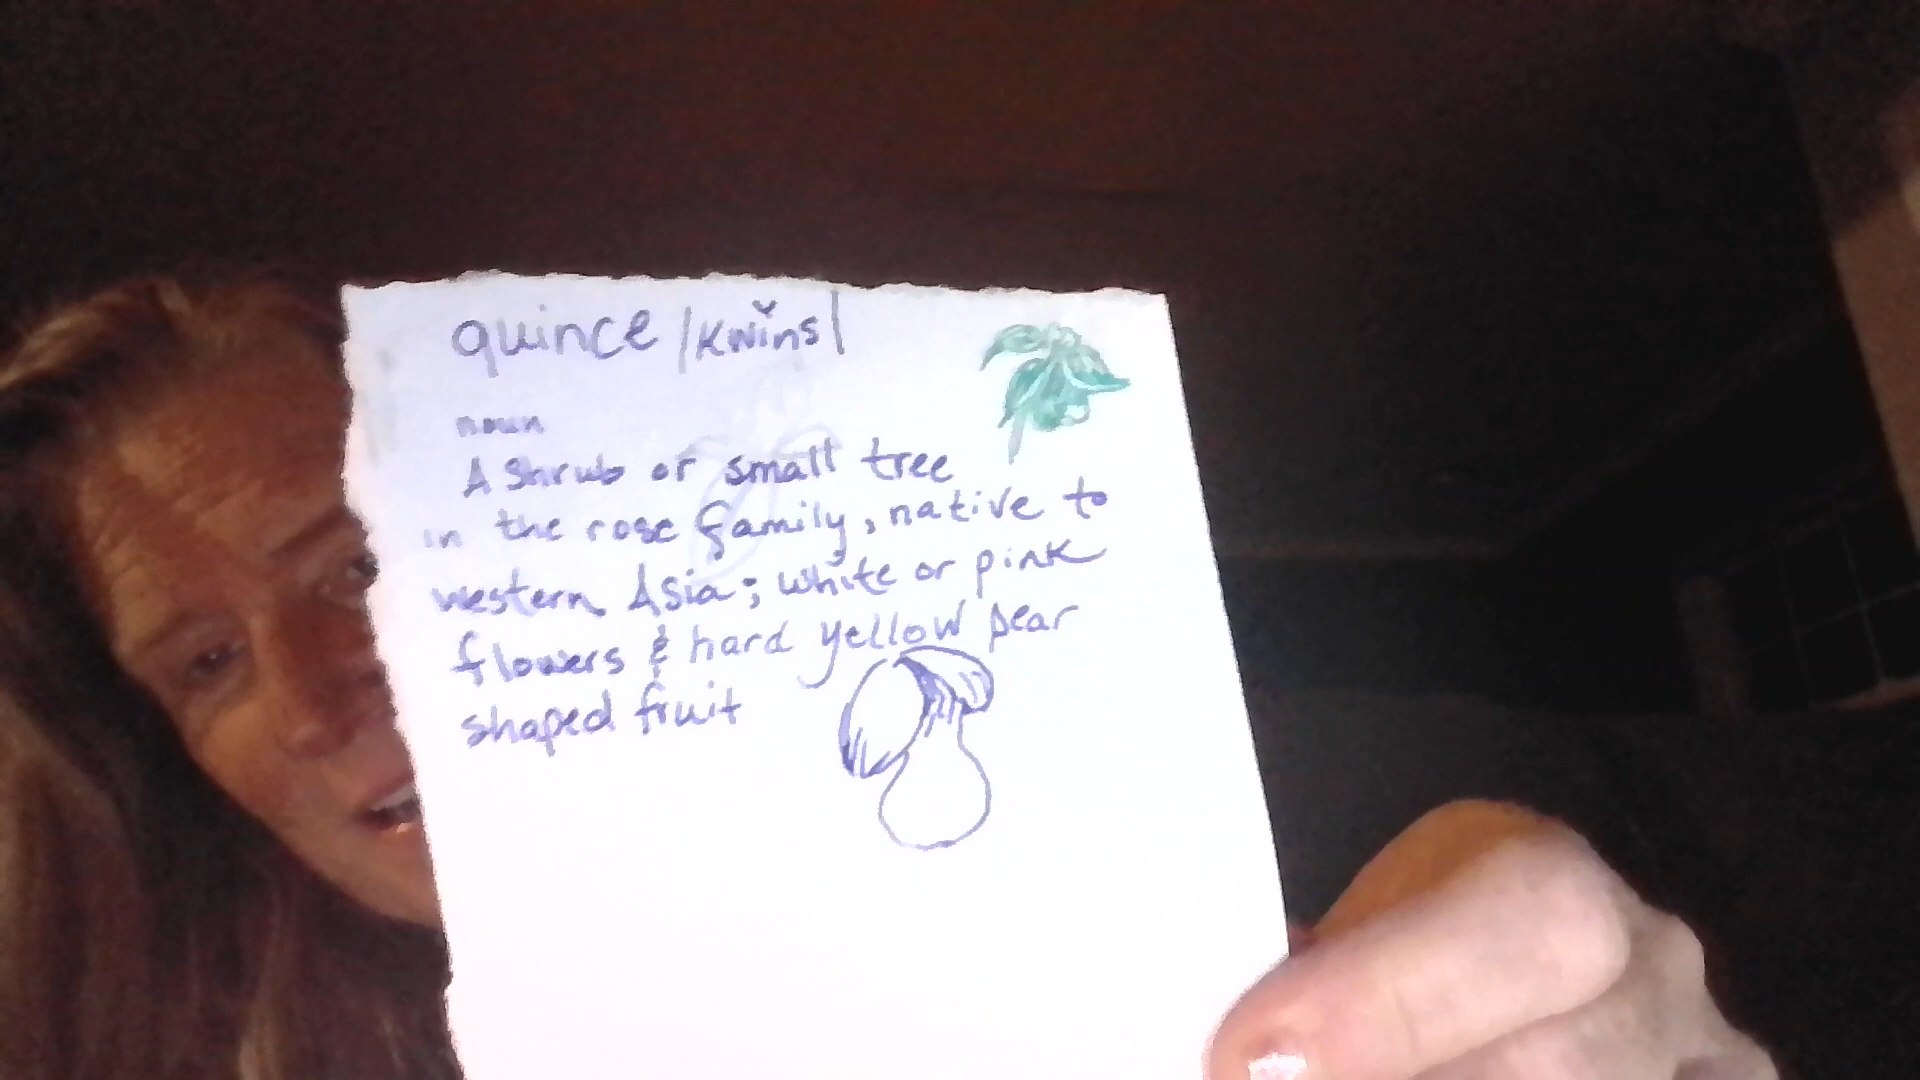 quince |kwĭns|
noun
A shrub or small tree
in the rose family, native to
western Asia; white or pink
flowers & hard yellow pear
shaped fruit